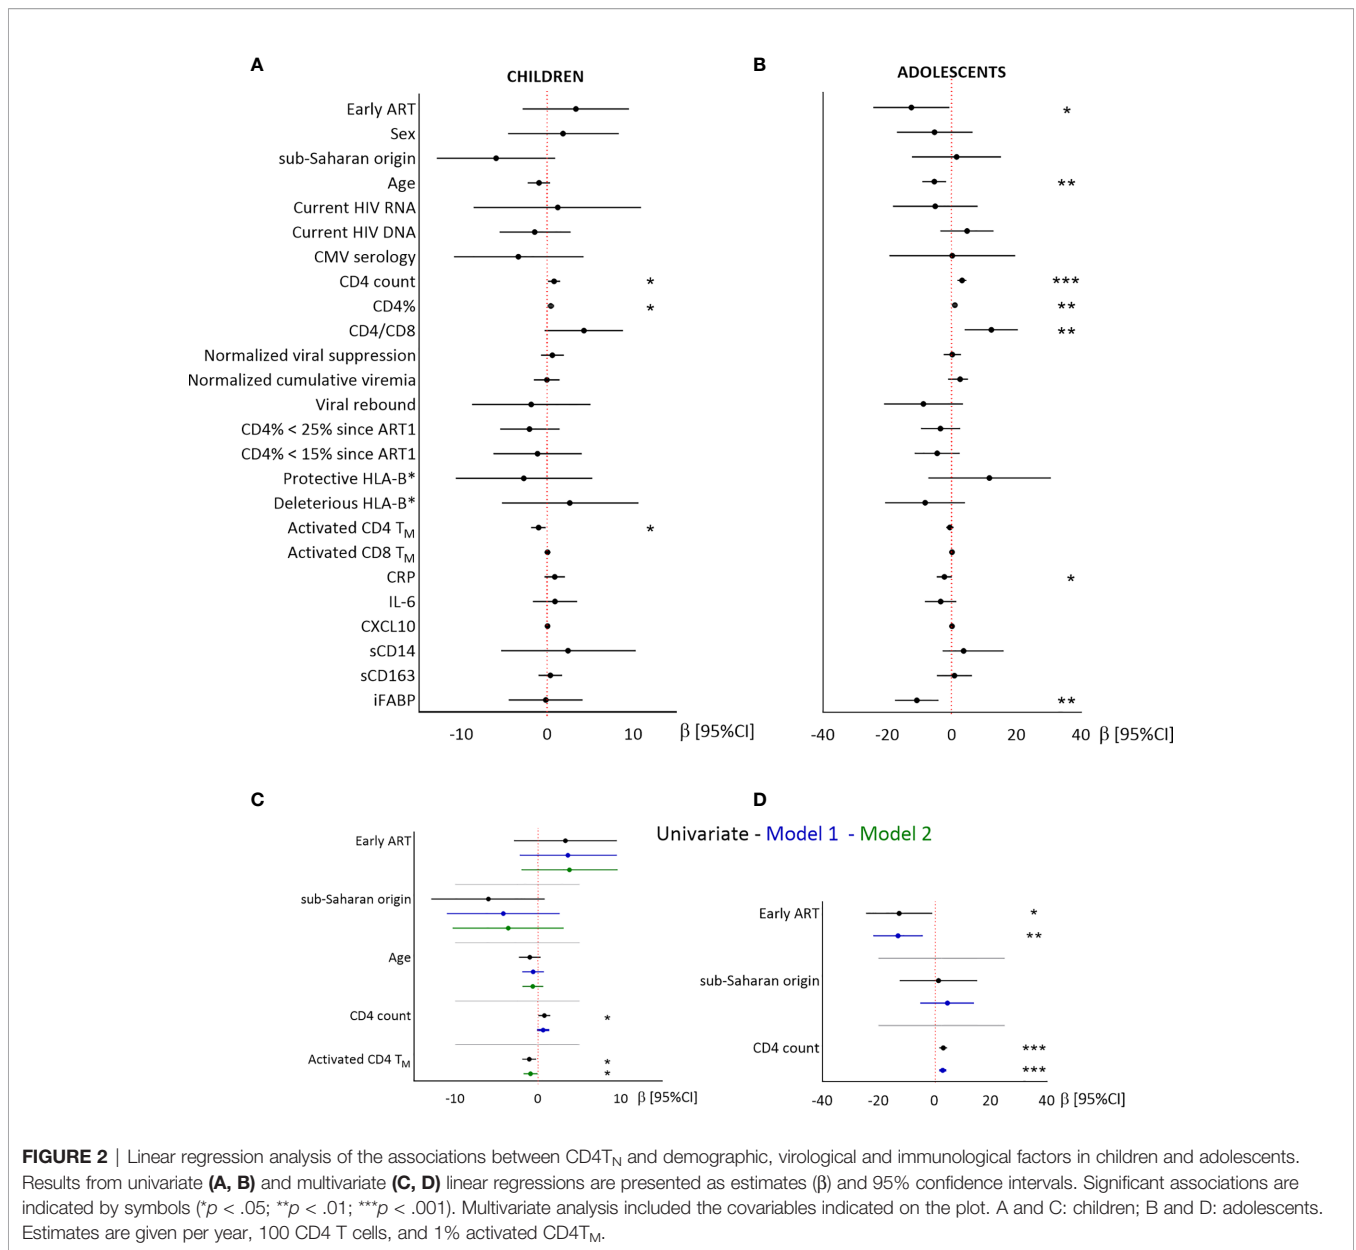 A
CHILDREN
B
ADOLESCENTS
Early ART
*
Sex
sub-Saharan origin
Age
**
Current HIV RNA
Current HIV DNA
CMV serology
CD4 count
*
***
CD4%
*
**
CD4/CD8
**
Normalized viral suppression
Normalized cumulative viremia
Viral rebound
CD4% < 25% since ART1
CD4% < 15% since ART1
Protective HLA-B*
Deleterious HLA-B*
Activated CD4 TM
*
Activated CD8 TM
CRP
*
IL-6
CXCL10
sCD14
sCD163
iFABP
**
-10 0 10 β [95%CI]
-40 -20 0 20 40 β [95%CI]
C
D
Univariate - Model 1 - Model 2
Early ART
sub-Saharan origin
Age
CD4 count
*
Activated CD4 TM
*
*
-10 0 10 β [95%CI]
Early ART
*
**
sub-Saharan origin
CD4 count
***
***
-40 -20 0 20 40 β [95%CI]
FIGURE 2 | Linear regression analysis of the associations between CD4TN and demographic, virological and immunological factors in children and adolescents.
Results from univariate (A, B) and multivariate (C, D) linear regressions are presented as estimates (β) and 95% confidence intervals. Significant associations are
indicated by symbols (*p < .05; **p < .01; ***p < .001). Multivariate analysis included the covariables indicated on the plot. A and C: children; B and D: adolescents.
Estimates are given per year, 100 CD4 T cells, and 1% activated CD4TM.